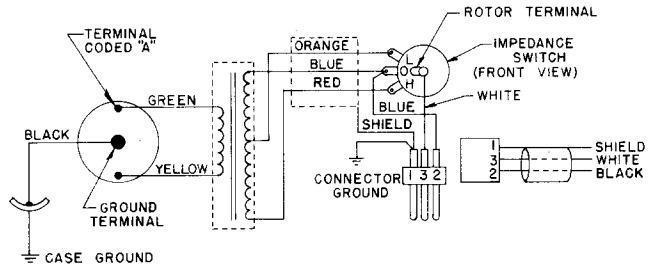 ROTOR TERMINAL
TERMINAL
CODED "A"
ORANGE
L
IMPEDANCE
SWITCH
(FRONT VIEW)
BLUE
O
RED
H
GREEN
WHITE
BLUE
SHIELD
BLACK
YELLOW
CONNECTOR
GROUND
1 3 2
1 SHIELD
3 WHITE
2 BLACK
GROUND
TERMINAL
CASE GROUND